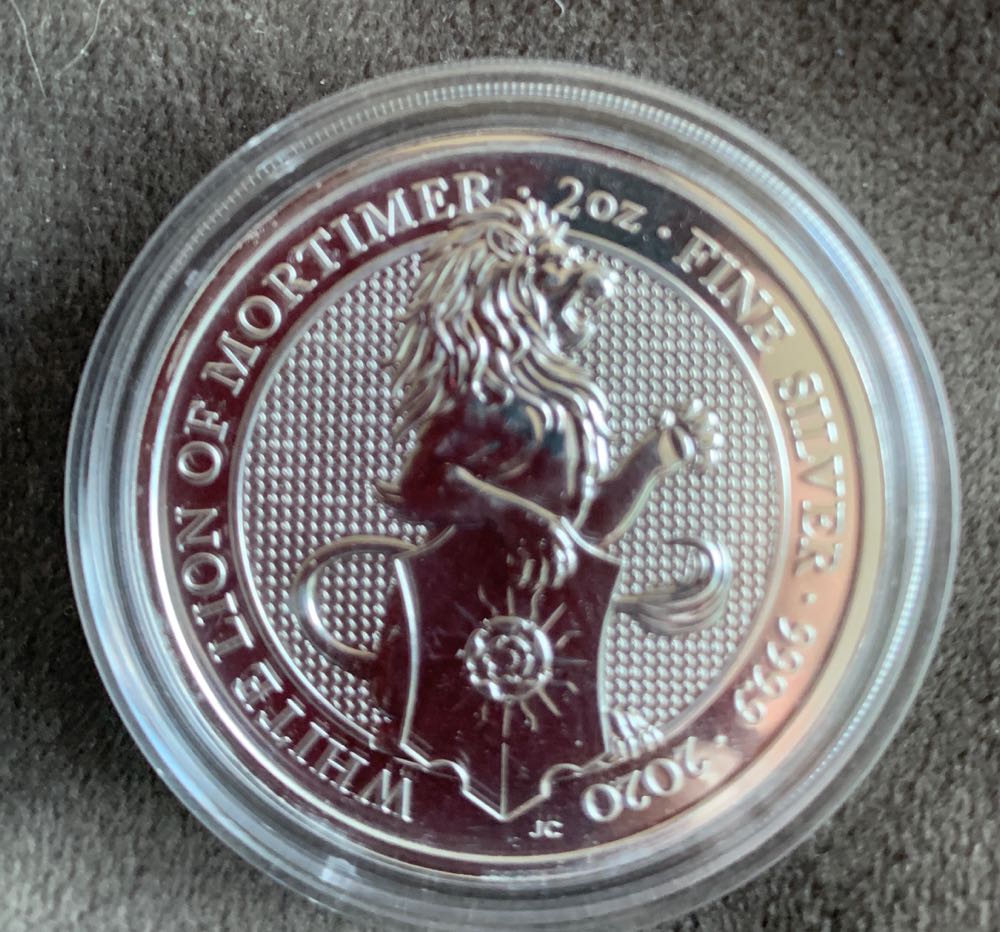 WHITE LION OF MORTIMER · 2oz · FINE SILVER · 9999 · 2020
JC